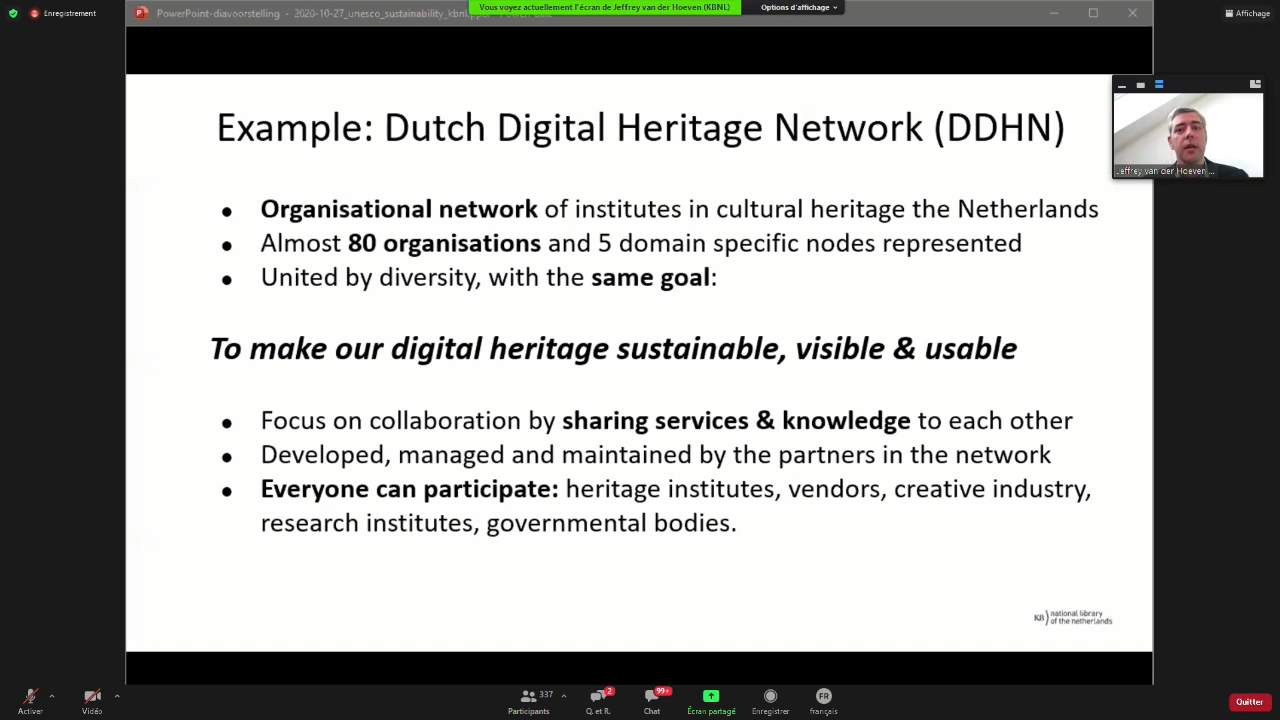 PowerPoint-diavoorstelling - 2020-10-27_unesco_sustainability_kbnl
Vous voyez actuellement l'écran de Jeffrey van der Hoeven (KBNL)
Options d'affichage
Enregistrement
Affichage
Example: Dutch Digital Heritage Network (DDHN)
Jeffrey van der Hoeven ...
● Organisational network of institutes in cultural heritage the Netherlands
● Almost 80 organisations and 5 domain specific nodes represented
● United by diversity, with the same goal:
To make our digital heritage sustainable, visible & usable
● Focus on collaboration by sharing services & knowledge to each other
● Developed, managed and maintained by the partners in the network
● Everyone can participate: heritage institutes, vendors, creative industry,
research institutes, governmental bodies.
KB national library
of the netherlands
337
2
99+
FR
Activer
Vidéo
Participants
Q. et R.
Chat
Écran partagé
Enregistrer
français
Quitter